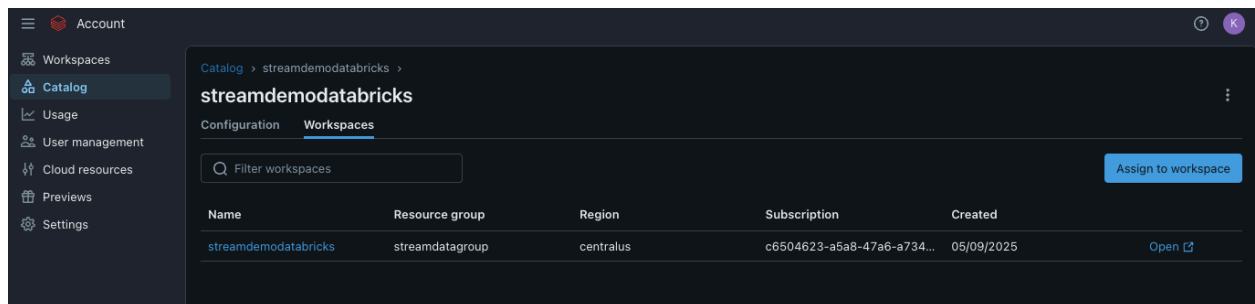 Account
?
K
Workspaces
Catalog
Usage
User management
Cloud resources
Previews
Settings
Catalog › streamdemodatabricks ›
streamdemodatabricks
Configuration Workspaces
Filter workspaces
Assign to workspace
Name Resource group Region Subscription Created
streamdemodatabricks streamdatagroup centralus c6504623-a5a8-47a6-a734... 05/09/2025 Open